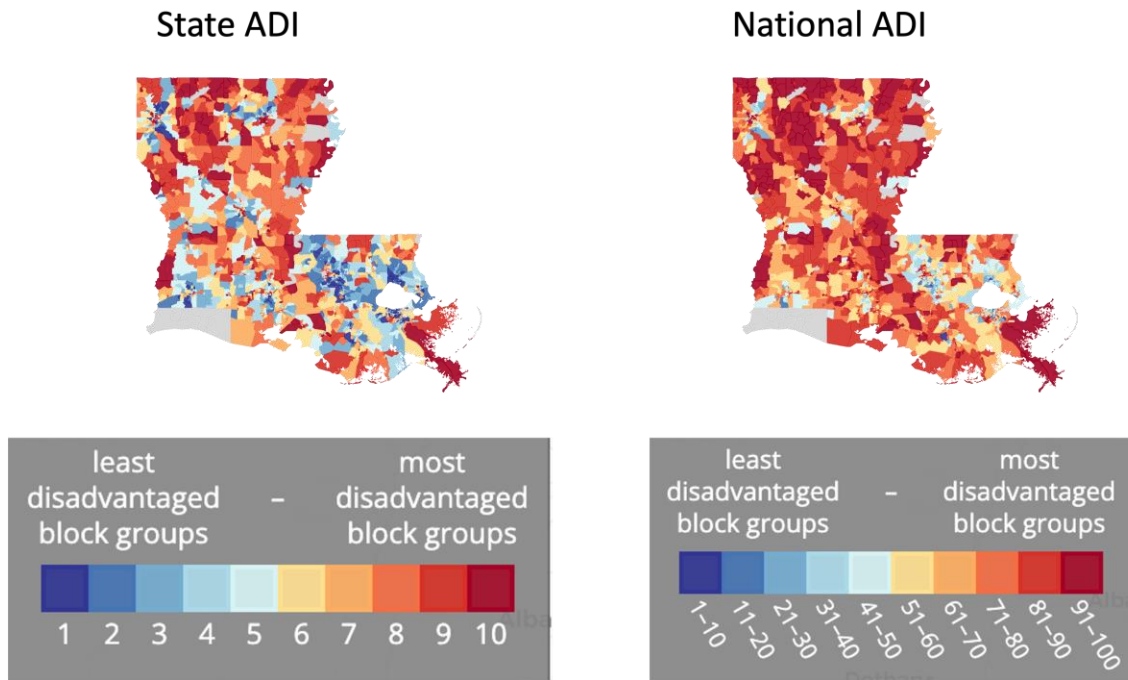 State ADI
National ADI
least disadvantaged block groups
–
most disadvantaged block groups
1 2 3 4 5 6 7 8 9 10
Alba
least disadvantaged block groups
–
most disadvantaged block groups
1–10 11–20 21–30 31–40 41–50 51–60 61–70 71–80 81–90 91–100
Alba